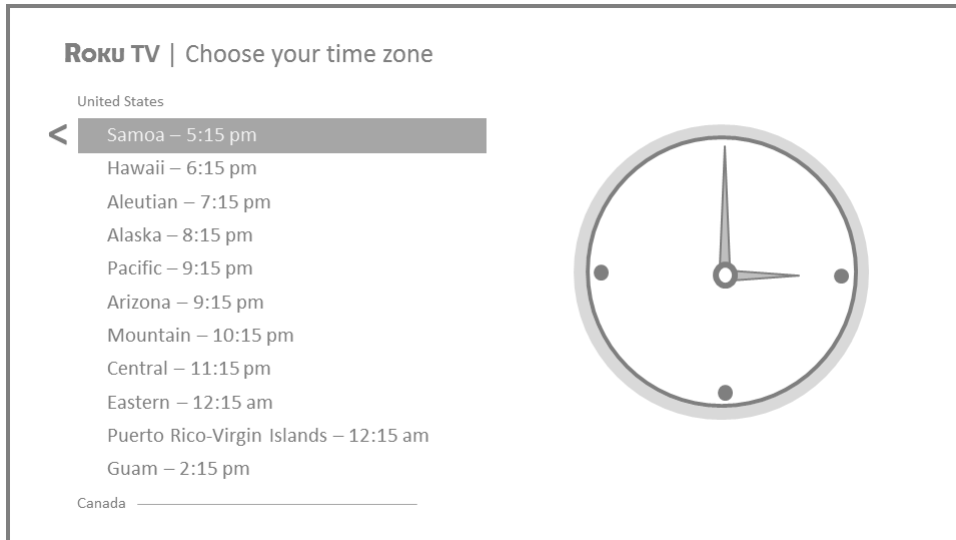 ROKU TV | Choose your time zone
United States
< Samoa – 5:15 pm
Hawaii – 6:15 pm
Aleutian – 7:15 pm
Alaska – 8:15 pm
Pacific – 9:15 pm
Arizona – 9:15 pm
Mountain – 10:15 pm
Central – 11:15 pm
Eastern – 12:15 am
Puerto Rico-Virgin Islands – 12:15 am
Guam – 2:15 pm
Canada